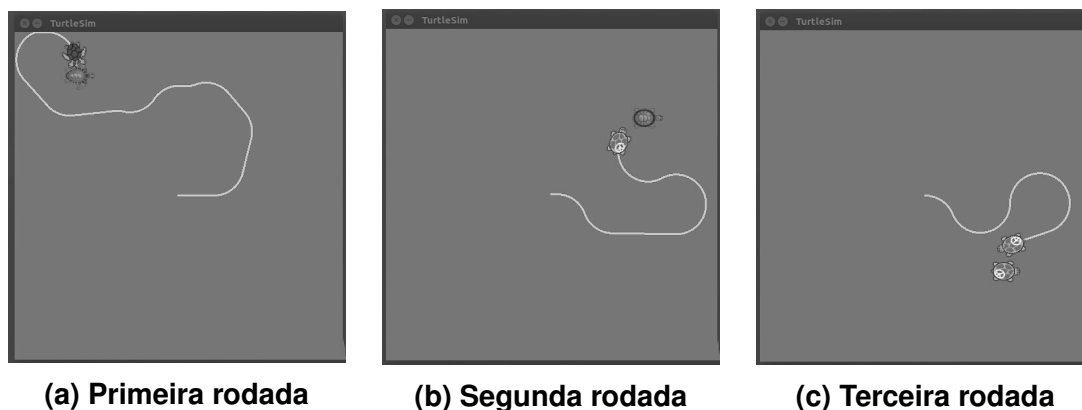 TurtleSim
TurtleSim
TurtleSim
(a) Primeira rodada
(b) Segunda rodada
(c) Terceira rodada